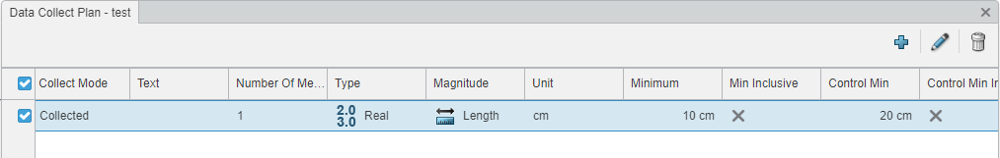 Data Collect Plan - test
Collect Mode Text Number Of Me... Type Magnitude Unit Minimum Min Inclusive Control Min Control Min In
Collected 1 2.0 3.0 Real Length cm 10 cm 20 cm